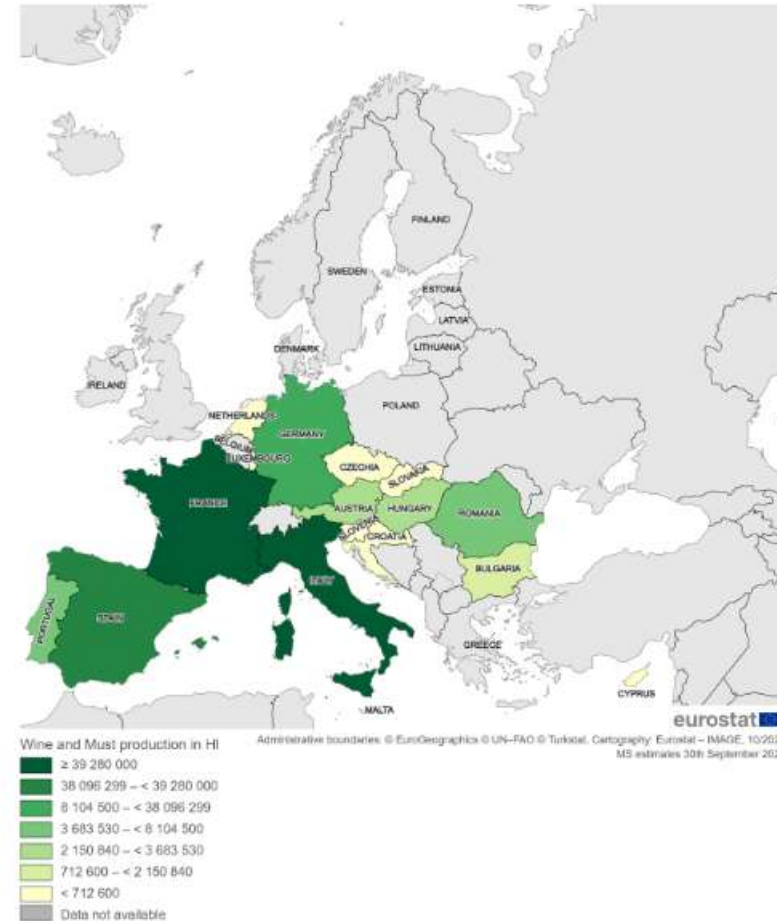 FINLAND
SWEDEN
ESTONIA
LATVIA
DENMARK
LITHUANIA
IRELAND
NETHERLANDS
POLAND
GERMANY
BELGIUM
LUXEMBOURG
CZECHIA
SLOVAKIA
FRANCE
AUSTRIA
HUNGARY
SLOVENIA
CROATIA
ROMANIA
BULGARIA
ITALY
PORTUGAL
SPAIN
GREECE
CYPRUS
MALTA
eurostat
Administrative boundaries: © EuroGeographics © UN–FAO © Turkstat. Cartography: Eurostat – IMAGE, 10/202
MS estimates 30th September 202
Wine and Must production in Hl
≥ 39 280 000
38 096 299 – < 39 280 000
8 104 500 – < 38 096 299
3 683 530 – < 8 104 500
2 150 840 – < 3 683 530
712 600 – < 2 150 840
< 712 600
Data not available